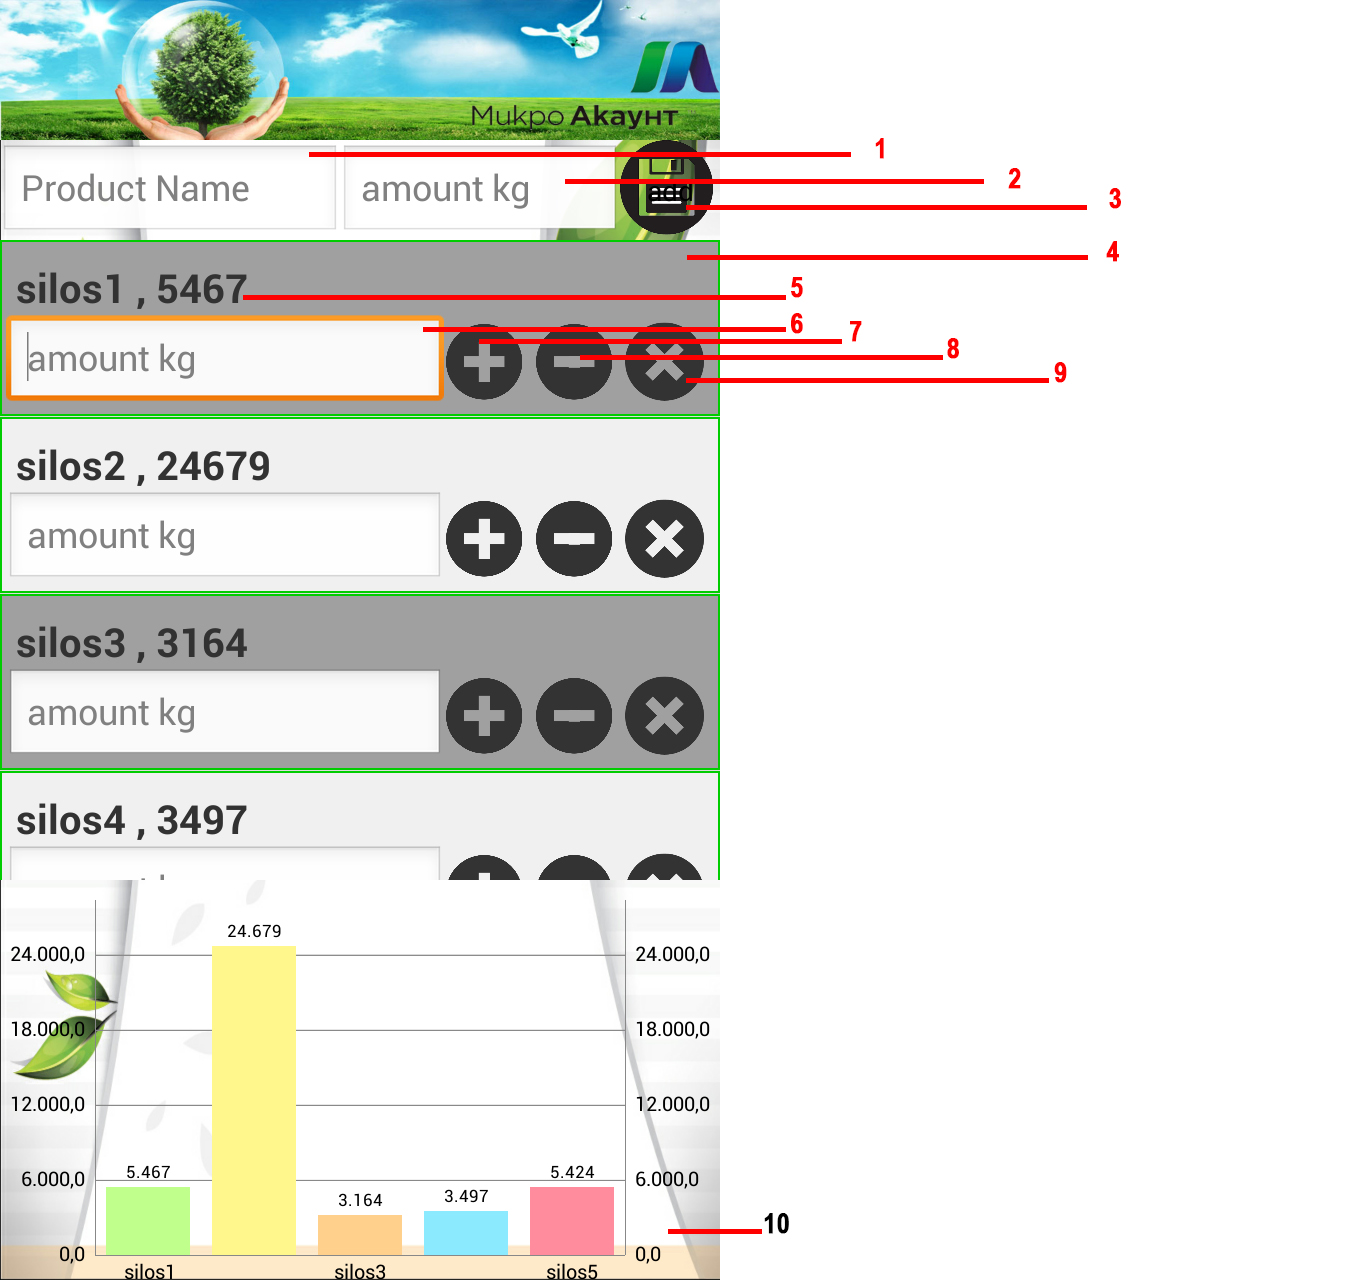 Микро Акаунт
1
Product Name
amount kg
add
2
3
4
silos1 , 5467
5
6
amount kg
7
8
9
silos2 , 24679
amount kg
silos3 , 3164
amount kg
silos4 , 3497
24.679
24.000,0
24.000,0
18.000,0
18.000,0
12.000,0
12.000,0
5.467
5.424
6.000,0
6.000,0
3.164
3.497
10
0,0
0,0
silos1
silos3
silos5